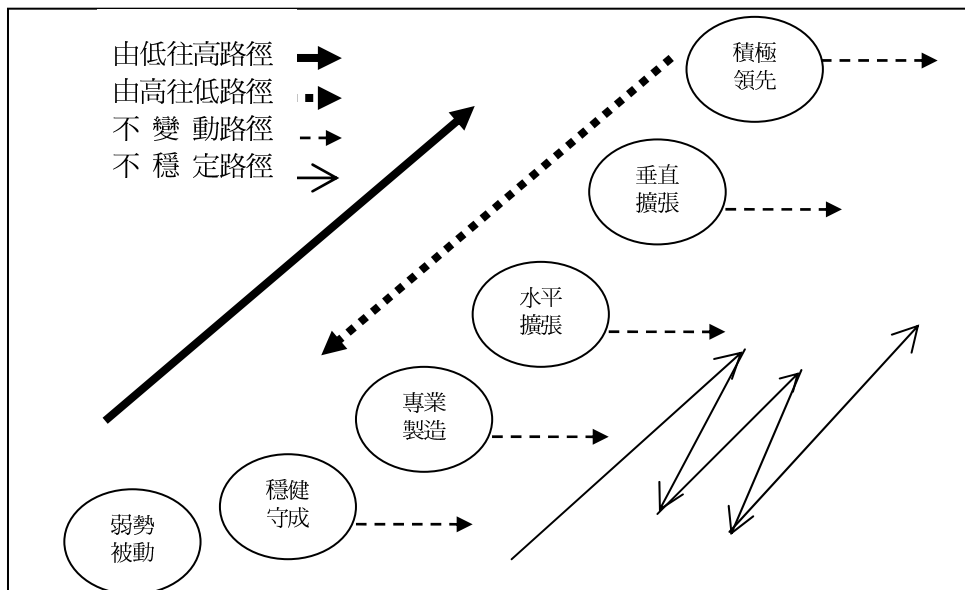 由低往高路徑
由高往低路徑
不 變 動路徑
不 穩 定路徑
積極
領先
垂直
擴張
水平
擴張
專業
製造
穩健
守成
弱勢
被動